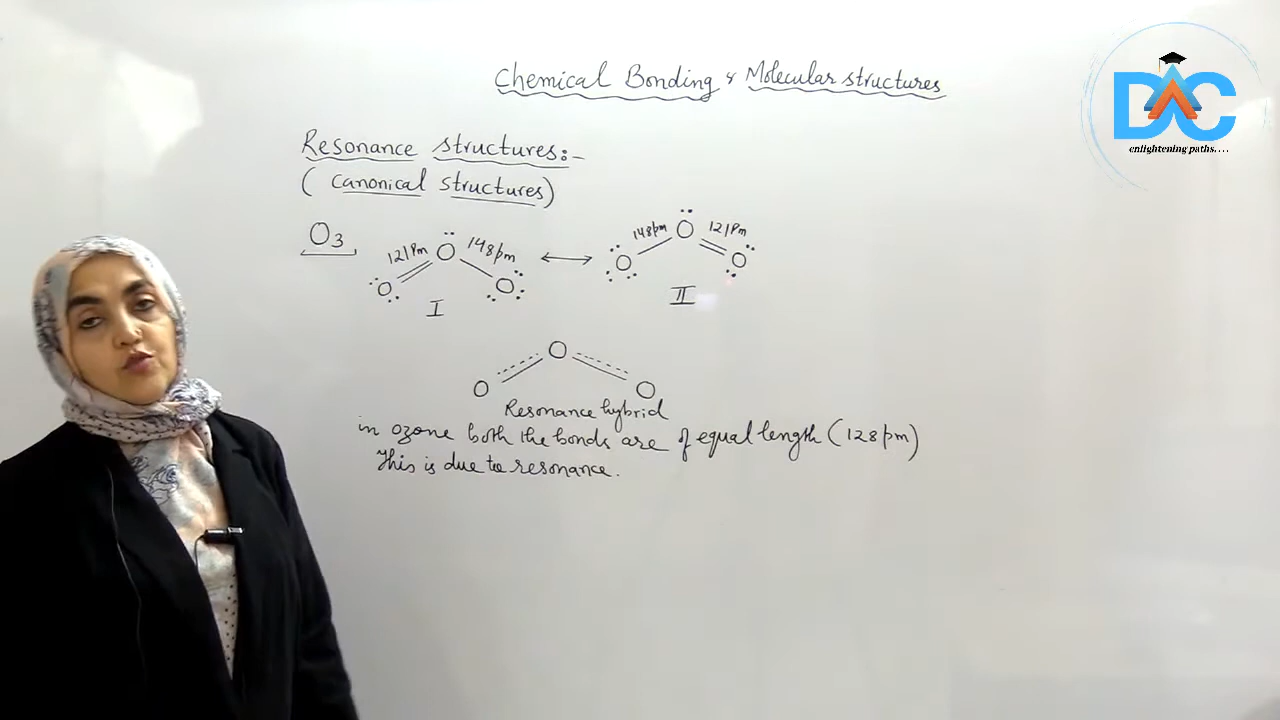 Chemical Bonding & Molecular structures
DAC
enlightening paths....
Resonance structures:-
(Canonical structures)
O3
121pm O 148pm
O O
I
148pm O 121pm
O O
II
O
O O
Resonance hybrid
in ozone both the bonds are of equal length (128pm)
This is due to resonance.